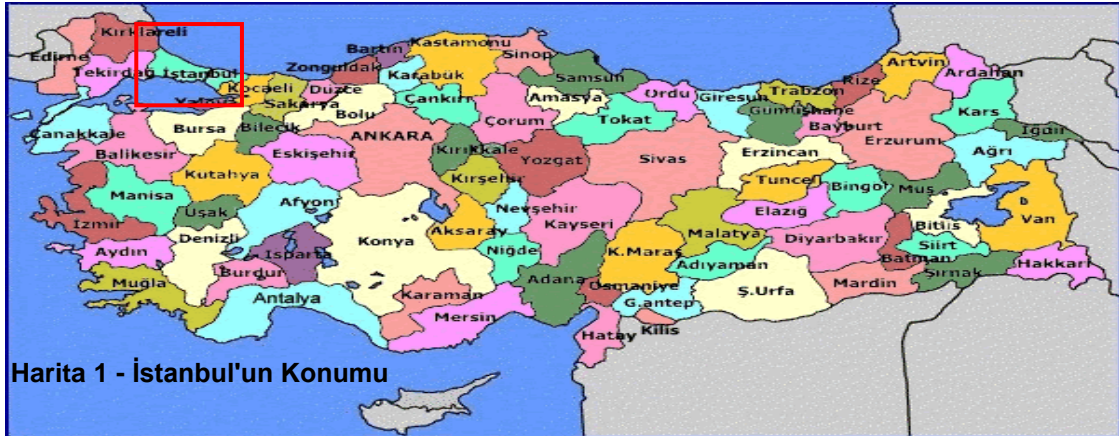 Kırklareli
Edirne
Tekirdağ
İstanbul
Yalova
Kocaeli
Sakarya
Düzce
Zonguldak
Bartın
Karabük
Kastamonu
Sinop
Samsun
Ordu
Giresun
Trabzon
Rize
Artvin
Ardahan
Çanakkale
Bursa
Bilecik
Bolu
Çankırı
Çorum
Amasya
Tokat
Gümüşhane
Bayburt
Erzurum
Kars
Iğdır
Balikesir
Kutahya
Eskişehir
ANKARA
Kırıkkale
Yozgat
Sivas
Erzincan
Ağrı
Manisa
Uşak
Afyon
Kırşehir
Nevşehir
Kayseri
Tunceli
Bingöl
Muş
Elazığ
Bitlis
Van
İzmir
Aydın
Denizli
Isparta
Konya
Aksaray
Niğde
K.Maraş
Malatya
Diyarbakır
Batman
Siirt
Şırnak
Hakkari
Muğla
Burdur
Antalya
Karaman
Mersin
Adana
Osmaniye
Adıyaman
G.antep
Ş.Urfa
Mardin
Hatay
Kilis
Harita 1 - İstanbul'un Konumu